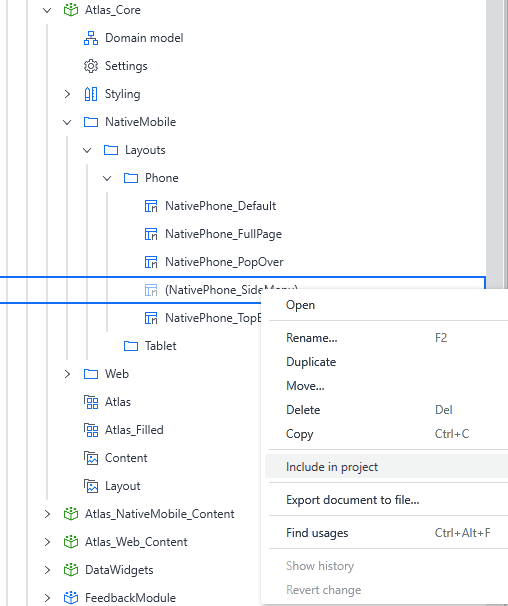 Atlas_Core
Domain model
Settings
Styling
NativeMobile
Layouts
Phone
NativePhone_Default
NativePhone_FullPage
NativePhone_PopOver
(NativePhone_SideMenu)
NativePhone_TopB
Tablet
Web
Atlas
Atlas_Filled
Content
Layout
Atlas_NativeMobile_Content
Atlas_Web_Content
DataWidgets
FeedbackModule
Open
Rename... F2
Duplicate
Move...
Delete Del
Copy Ctrl+C
Include in project
Export document to file...
Find usages Ctrl+Alt+F
Show history
Revert change